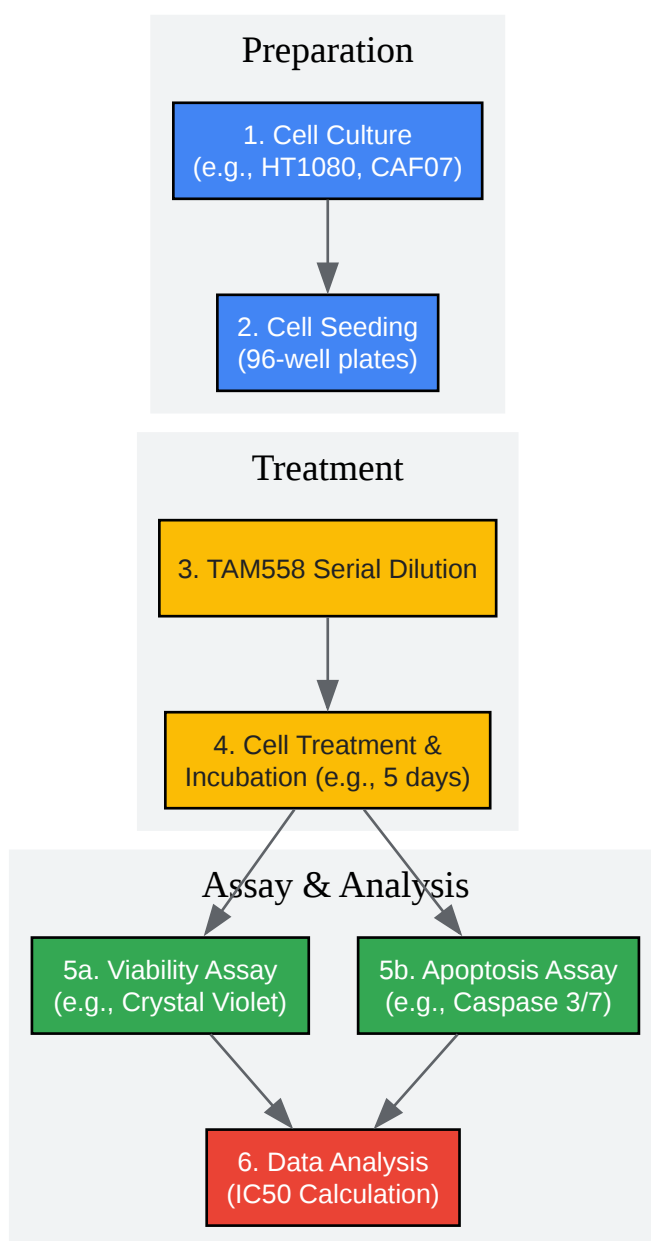 Preparation
1. Cell Culture
(e.g., HT1080, CAF07)
2. Cell Seeding
(96-well plates)
Treatment
3. TAM558 Serial Dilution
4. Cell Treatment &
Incubation (e.g., 5 days)
Assay & Analysis
5a. Viability Assay
(e.g., Crystal Violet)
5b. Apoptosis Assay
(e.g., Caspase 3/7)
6. Data Analysis
(IC50 Calculation)